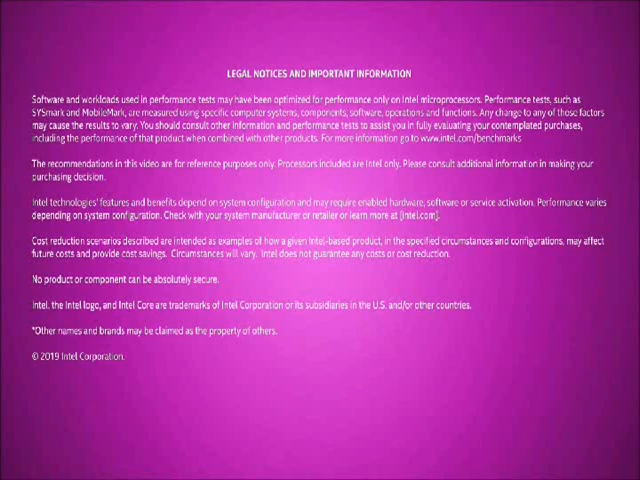 LEGAL NOTICES AND IMPORTANT INFORMATION
Software and workloads used in performance tests may have been optimized for performance only on Intel microprocessors. Performance tests, such as
SYSmark and MobileMark, are measured using specific computer systems, components, software, operations and functions. Any change to any of those factors
may cause the results to vary. You should consult other information and performance tests to assist you in fully evaluating your contemplated purchases,
including the performance of that product when combined with other products. For more information go to www.intel.com/benchmarks
The recommendations in this video are for reference purposes only. Processors included are Intel only. Please consult additional information in making your
purchasing decision.
Intel technologies' features and benefits depend on system configuration and may require enabled hardware, software or service activation. Performance varies
depending on system configuration. Check with your system manufacturer or retailer or learn more at [intel.com].
Cost reduction scenarios described are intended as examples of how a given Intel-based product, in the specified circumstances and configurations, may affect
future costs and provide cost savings. Circumstances will vary. Intel does not guarantee any costs or cost reduction.
No product or component can be absolutely secure.
Intel, the Intel logo, and Intel Core are trademarks of Intel Corporation or its subsidiaries in the U.S. and/or other countries.
*Other names and brands may be claimed as the property of others.
© 2019 Intel Corporation.